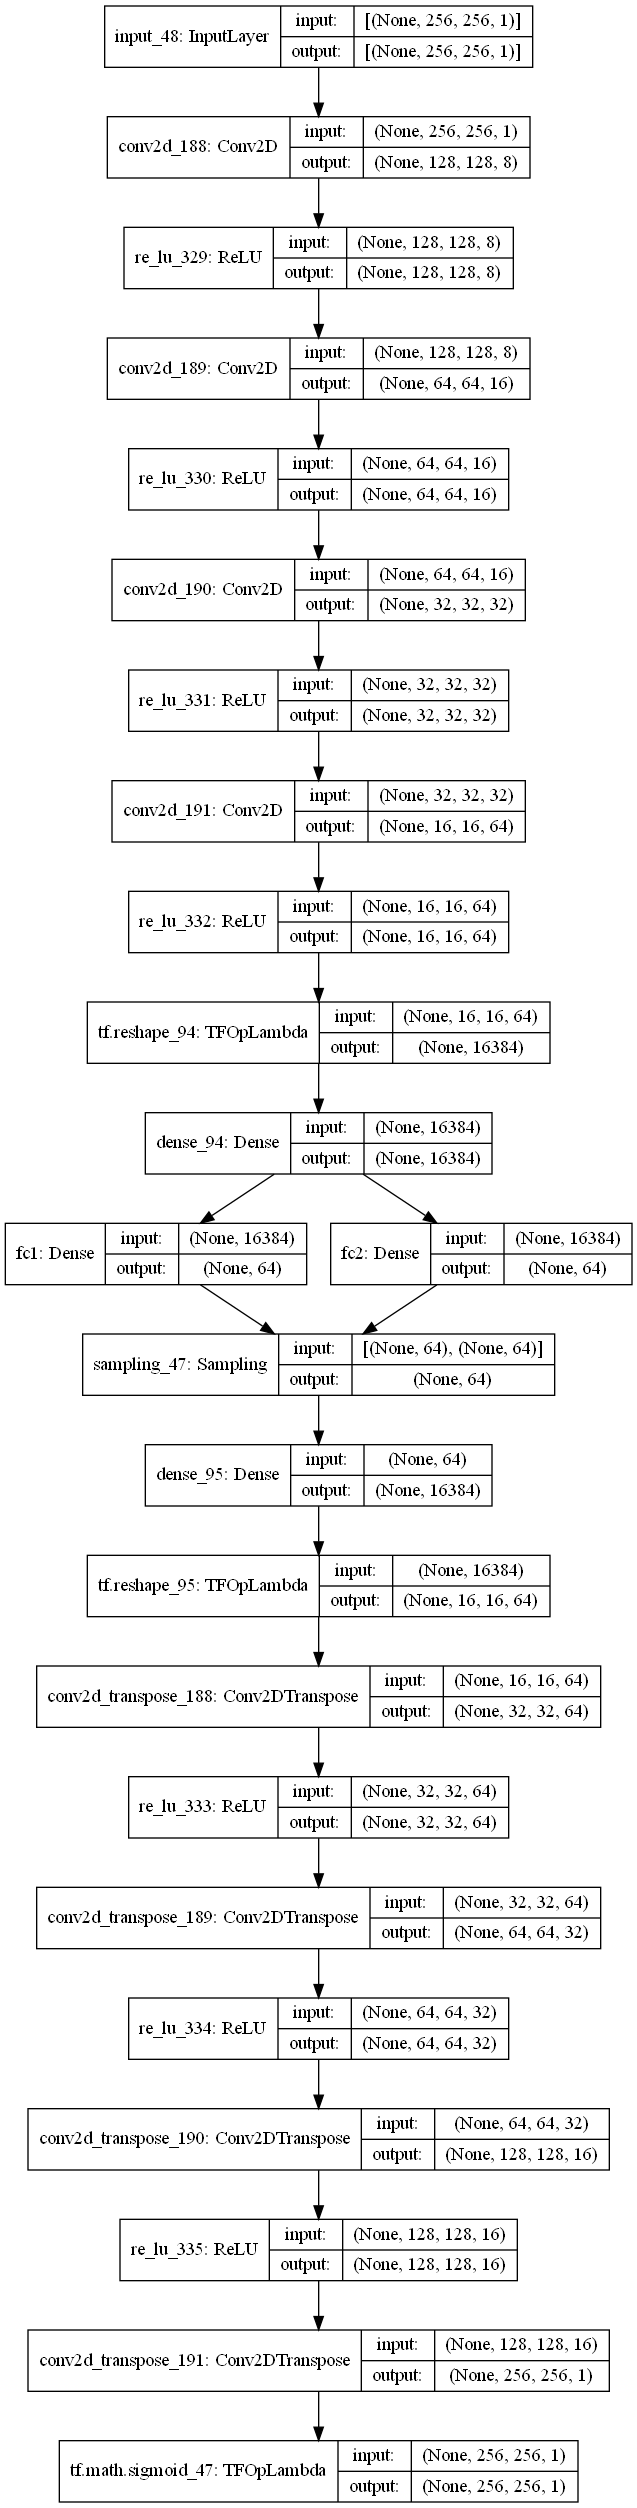 input_48: InputLayer
input:
[(None, 256, 256, 1)]
output:
[(None, 256, 256, 1)]
conv2d_188: Conv2D
input:
(None, 256, 256, 1)
output:
(None, 128, 128, 8)
re_lu_329: ReLU
input:
(None, 128, 128, 8)
output:
(None, 128, 128, 8)
conv2d_189: Conv2D
input:
(None, 128, 128, 8)
output:
(None, 64, 64, 16)
re_lu_330: ReLU
input:
(None, 64, 64, 16)
output:
(None, 64, 64, 16)
conv2d_190: Conv2D
input:
(None, 64, 64, 16)
output:
(None, 32, 32, 32)
re_lu_331: ReLU
input:
(None, 32, 32, 32)
output:
(None, 32, 32, 32)
conv2d_191: Conv2D
input:
(None, 32, 32, 32)
output:
(None, 16, 16, 64)
re_lu_332: ReLU
input:
(None, 16, 16, 64)
output:
(None, 16, 16, 64)
tf.reshape_94: TFOpLambda
input:
(None, 16, 16, 64)
output:
(None, 16384)
dense_94: Dense
input:
(None, 16384)
output:
(None, 16384)
fc1: Dense
input:
(None, 16384)
output:
(None, 64)
fc2: Dense
input:
(None, 16384)
output:
(None, 64)
sampling_47: Sampling
input:
[(None, 64), (None, 64)]
output:
(None, 64)
dense_95: Dense
input:
(None, 64)
output:
(None, 16384)
tf.reshape_95: TFOpLambda
input:
(None, 16384)
output:
(None, 16, 16, 64)
conv2d_transpose_188: Conv2DTranspose
input:
(None, 16, 16, 64)
output:
(None, 32, 32, 64)
re_lu_333: ReLU
input:
(None, 32, 32, 64)
output:
(None, 32, 32, 64)
conv2d_transpose_189: Conv2DTranspose
input:
(None, 32, 32, 64)
output:
(None, 64, 64, 32)
re_lu_334: ReLU
input:
(None, 64, 64, 32)
output:
(None, 64, 64, 32)
conv2d_transpose_190: Conv2DTranspose
input:
(None, 64, 64, 32)
output:
(None, 128, 128, 16)
re_lu_335: ReLU
input:
(None, 128, 128, 16)
output:
(None, 128, 128, 16)
conv2d_transpose_191: Conv2DTranspose
input:
(None, 128, 128, 16)
output:
(None, 256, 256, 1)
tf.math.sigmoid_47: TFOpLambda
input:
(None, 256, 256, 1)
output:
(None, 256, 256, 1)